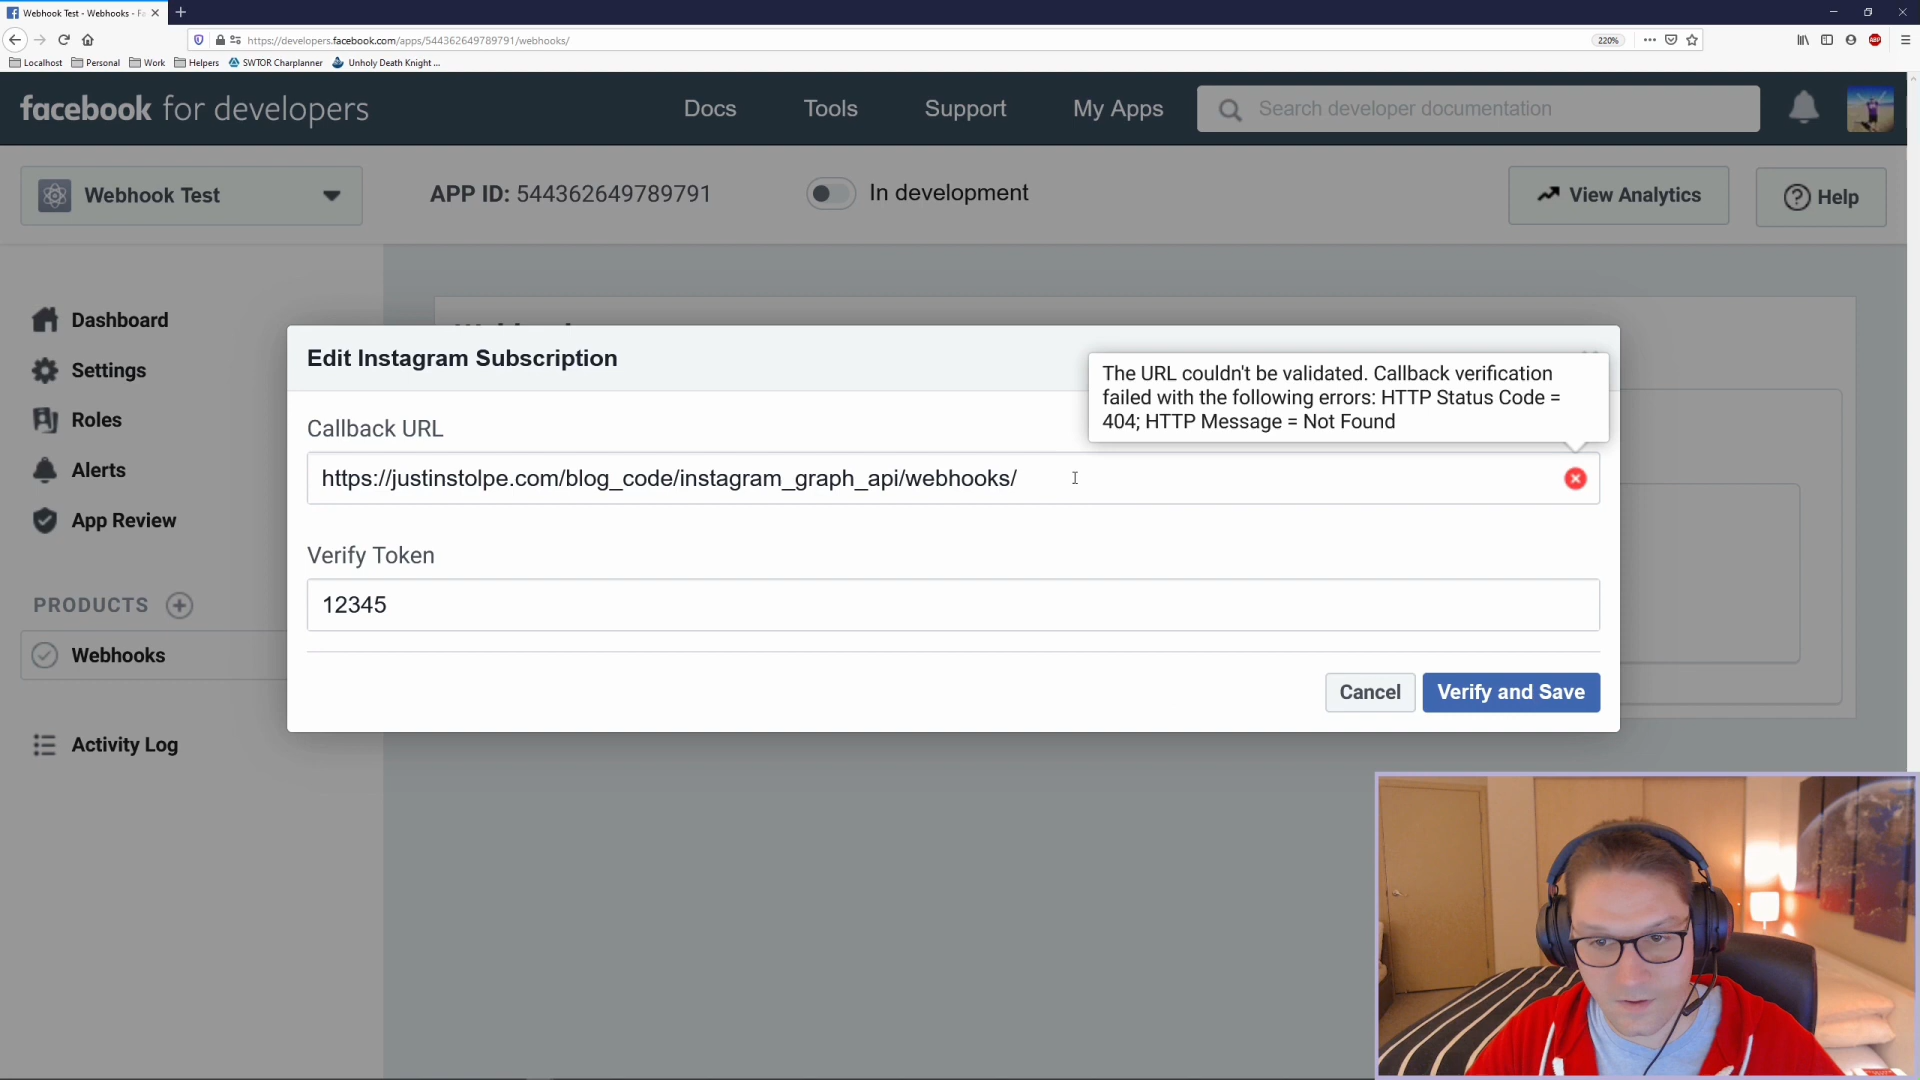 Webhook Test - Webhooks - Fa
https://developers.facebook.com/apps/544362649789791/webhooks/
220%
ABP
Localhost
Personal
Work
Helpers
SWTOR Charplanner
Unholy Death Knight ...
facebook for developers
Docs
Tools
Support
My Apps
Search developer documentation
Webhook Test
APP ID: 544362649789791
In development
View Analytics
Help
Dashboard
Settings
Roles
Alerts
App Review
PRODUCTS
Webhooks
Activity Log
Edit Instagram Subscription
The URL couldn't be validated. Callback verification
failed with the following errors: HTTP Status Code =
404; HTTP Message = Not Found
Callback URL
https://justinstolpe.com/blog_code/instagram_graph_api/webhooks/
Verify Token
12345
Cancel
Verify and Save